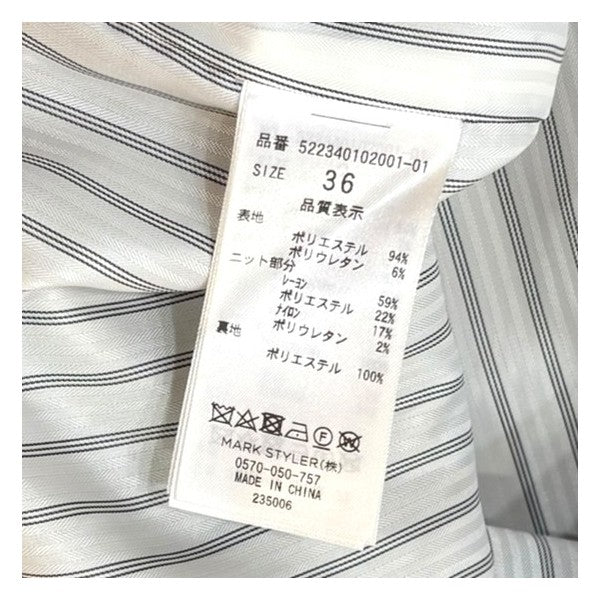 品番 522340102001-01
SIZE 36
品質表示
表地
ポリエステル 94%
ポリウレタン 6%
ニット部分
レーヨン 59%
ポリエステル 22%
ナイロン 17%
ポリウレタン 2%
裏地
ポリエステル 100%
F W
MARK STYLER(株)
0570-050-757
MADE IN CHINA
235006